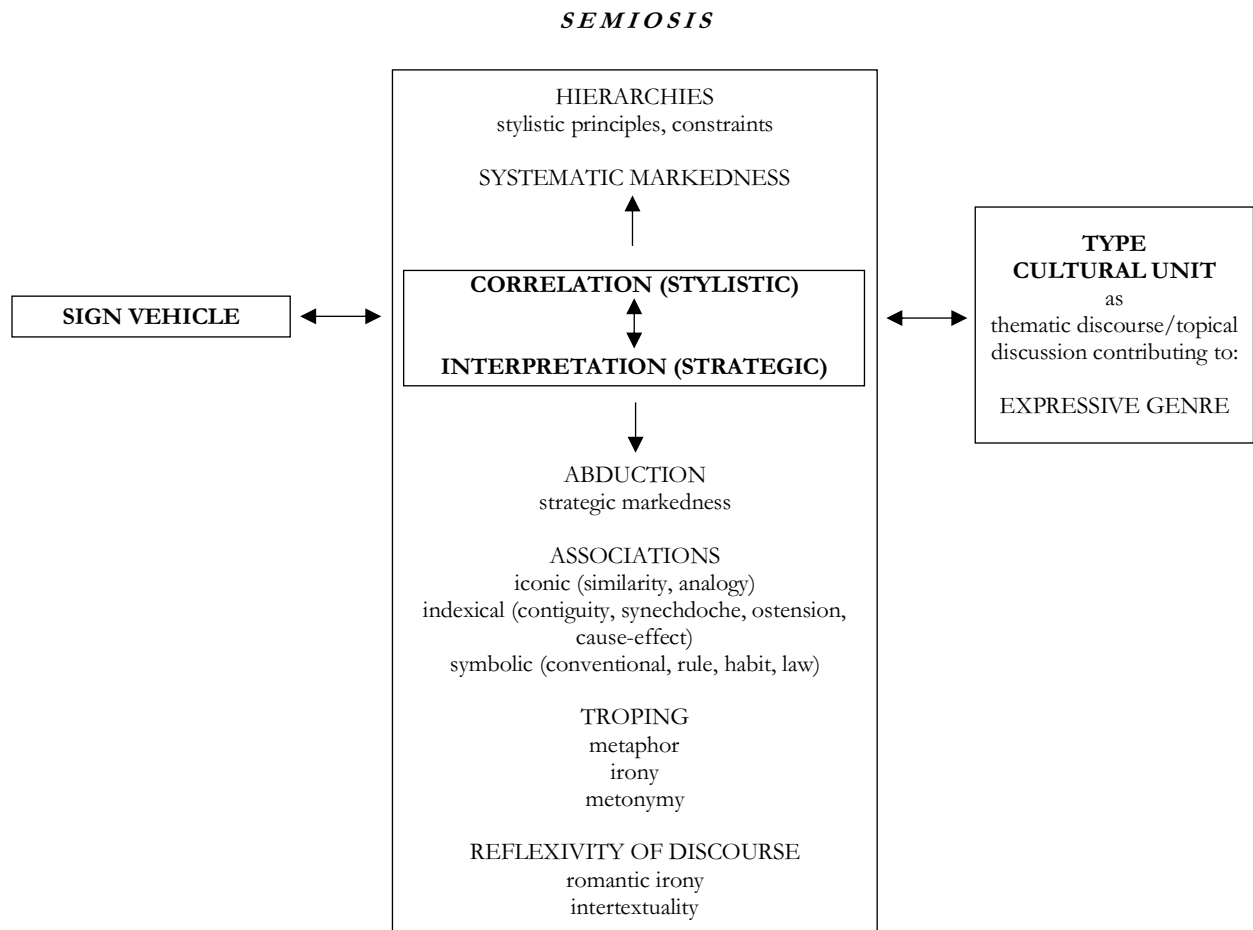 SEMIOSIS
HIERARCHIES
stylistic principles, constraints
SYSTEMATIC MARKEDNESS
SIGN VEHICLE
CORRELATION (STYLISTIC)
INTERPRETATION (STRATEGIC)
TYPE
CULTURAL UNIT
as
thematic discourse/topical
discussion contributing to:
EXPRESSIVE GENRE
ABDUCTION
strategic markedness
ASSOCIATIONS
iconic (similarity, analogy)
indexical (contiguity, synechdoche, ostension,
cause-effect)
symbolic (conventional, rule, habit, law)
TROPING
metaphor
irony
metonymy
REFLEXIVITY OF DISCOURSE
romantic irony
intertextuality